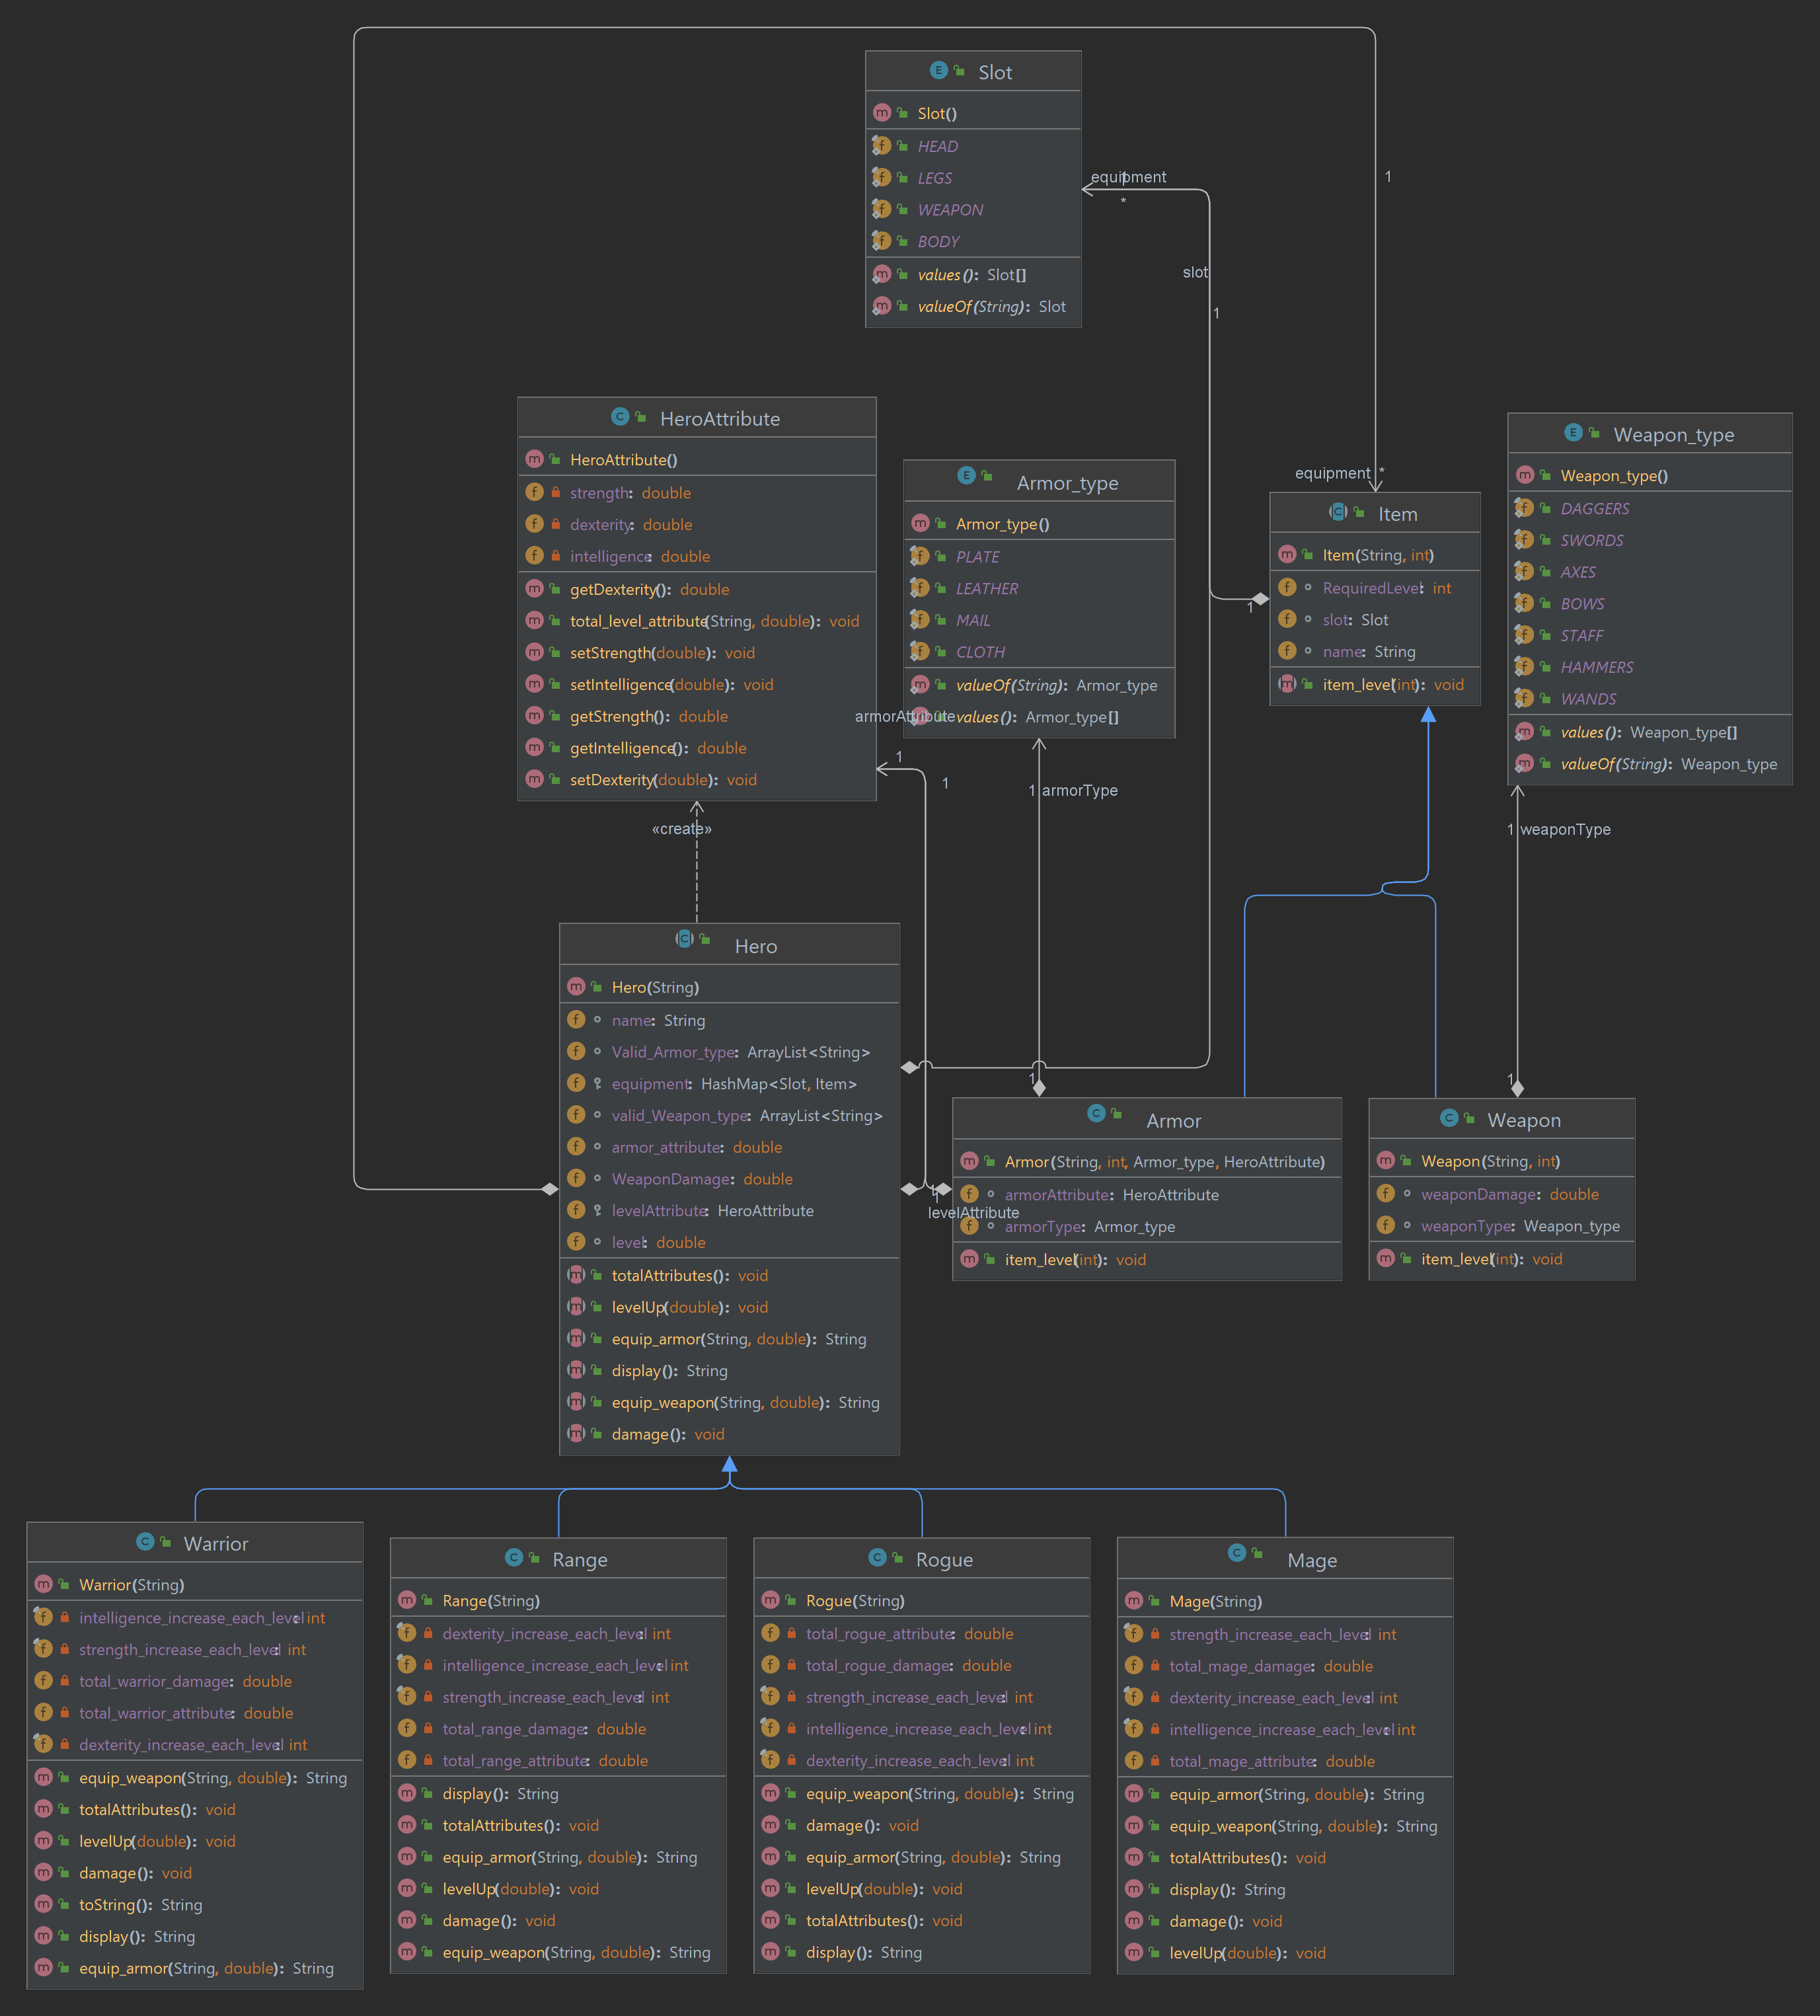 Slot
Slot()
HEAD
LEGS
WEAPON
BODY
values(): Slot[]
valueOf(String): Slot
equipment
1
*
slot
1
1
equipment
*
HeroAttribute
HeroAttribute()
strength: double
dexterity: double
intelligence: double
getDexterity(): double
total_level_attribute(String, double): void
setStrength(double): void
setIntelligence(double): void
getStrength(): double
getIntelligence(): double
setDexterity(double): void
Armor_type
Armor_type()
PLATE
LEATHER
MAIL
CLOTH
valueOf(String): Armor_type
values(): Armor_type[]
armorAttribute
1
1
1 armorType
Item
Item(String, int)
RequiredLevel: int
slot: Slot
name: String
item_level(int): void
1
Weapon_type
Weapon_type()
DAGGERS
SWORDS
AXES
BOWS
STAFF
HAMMERS
WANDS
values(): Weapon_type[]
valueOf(String): Weapon_type
1 weaponType
«create»
Hero
Hero(String)
name: String
Valid_Armor_type: ArrayList<String>
equipment: HashMap<Slot, Item>
valid_Weapon_type: ArrayList<String>
armor_attribute: double
WeaponDamage: double
levelAttribute: HeroAttribute
level: double
totalAttributes(): void
levelUp(double): void
equip_armor(String, double): String
display(): String
equip_weapon(String, double): String
damage(): void
1
1
levelAttribute
Armor
Armor(String, int, Armor_type, HeroAttribute)
armorAttribute: HeroAttribute
armorType: Armor_type
item_level(int): void
1
Weapon
Weapon(String, int)
weaponDamage: double
weaponType: Weapon_type
item_level(int): void
Warrior
Warrior(String)
intelligence_increase_each_level: int
strength_increase_each_level: int
total_warrior_damage: double
total_warrior_attribute: double
dexterity_increase_each_level: int
equip_weapon(String, double): String
totalAttributes(): void
levelUp(double): void
damage(): void
toString(): String
display(): String
equip_armor(String, double): String
Range
Range(String)
dexterity_increase_each_level: int
intelligence_increase_each_level: int
strength_increase_each_level: int
total_range_damage: double
total_range_attribute: double
display(): String
totalAttributes(): void
equip_armor(String, double): String
levelUp(double): void
damage(): void
equip_weapon(String, double): String
Rogue
Rogue(String)
total_rogue_attribute: double
total_rogue_damage: double
strength_increase_each_level: int
intelligence_increase_each_level: int
dexterity_increase_each_level: int
equip_weapon(String, double): String
damage(): void
equip_armor(String, double): String
levelUp(double): void
totalAttributes(): void
display(): String
Mage
Mage(String)
strength_increase_each_level: int
total_mage_damage: double
dexterity_increase_each_level: int
intelligence_increase_each_level: int
total_mage_attribute: double
equip_armor(String, double): String
equip_weapon(String, double): String
totalAttributes(): void
display(): String
damage(): void
levelUp(double): void